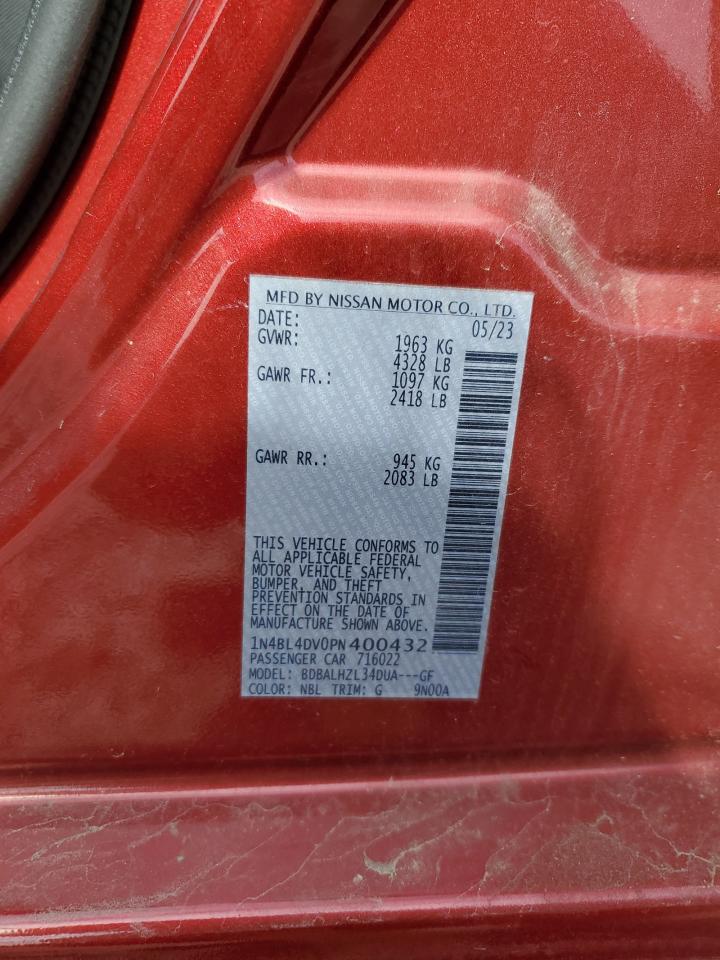 MFD BY NISSAN MOTOR CO., LTD.
DATE: 05/23
GVWR: 1963 KG
4328 LB
GAWR FR.: 1097 KG
2418 LB
GAWR RR.: 945 KG
2083 LB
THIS VEHICLE CONFORMS TO
ALL APPLICABLE FEDERAL
MOTOR VEHICLE SAFETY,
BUMPER, AND THEFT
PREVENTION STANDARDS IN
EFFECT ON THE DATE OF
MANUFACTURE SHOWN ABOVE.
1N4BL4DV0PN400432
PASSENGER CAR 716022
MODEL: BDBALHZL34DUA---GF
COLOR: NBL TRIM: G 9N00A